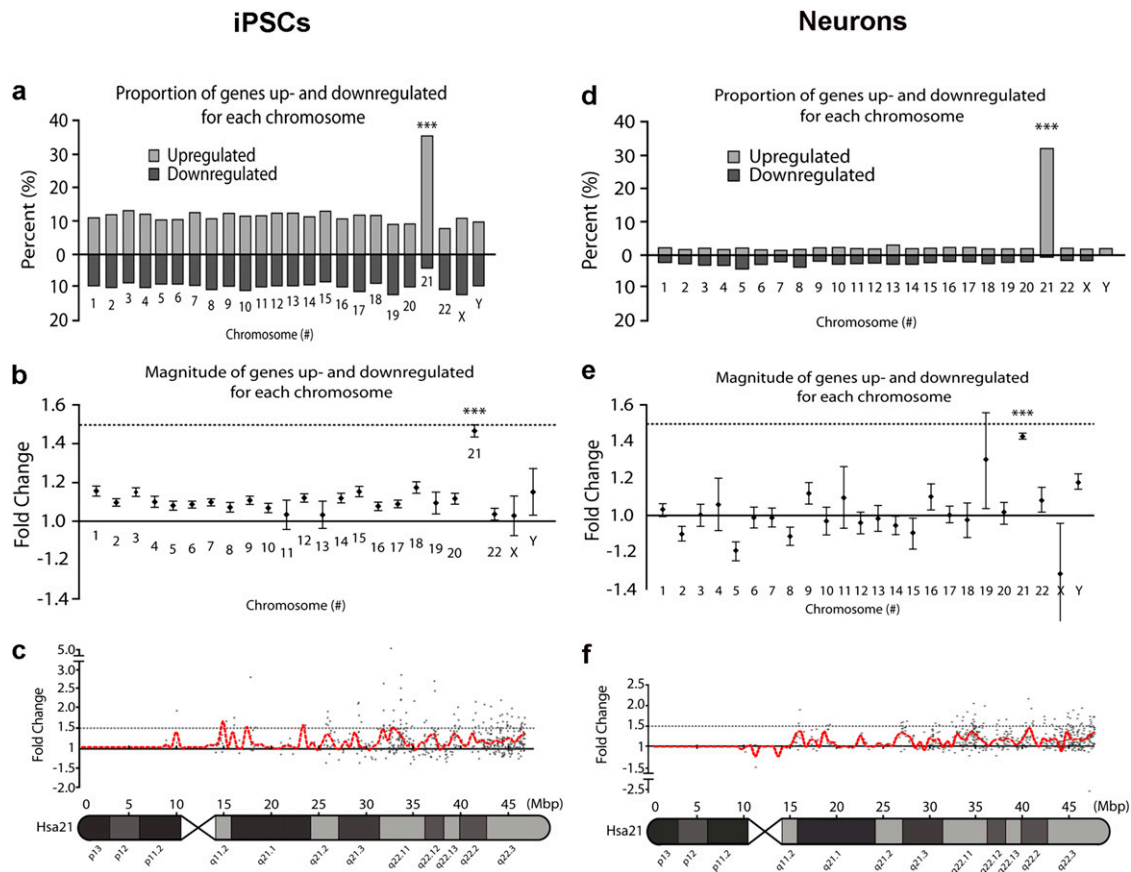 iPSCs
Neurons
a
Proportion of genes up- and downregulated
for each chromosome
40
30
20
10
0
10
20
Percent (%)
Upregulated
Downregulated
***
1 2 3 4 5 6 7 8 9 10 11 12 13 14 15 16 17 18 19 20 21 22 X Y
Chromosome (#)
d
Proportion of genes up- and downregulated
for each chromosome
40
30
20
10
0
10
20
Percent (%)
Upregulated
Downregulated
***
1 2 3 4 5 6 7 8 9 10 11 12 13 14 15 16 17 18 19 20 21 22 X Y
Chromosome (#)
b
Magnitude of genes up- and downregulated
for each chromosome
1.6
1.4
1.2
1.0
-1.2
-1.4
Fold Change
***
1 2 3 4 5 6 7 8 9 10 11 12 13 14 15 16 17 18 19 20 21 22 X Y
Chromosome (#)
e
Magnitude of genes up- and downregulated
for each chromosome
1.6
1.4
1.2
1.0
-1.2
-1.4
Fold Change
***
1 2 3 4 5 6 7 8 9 10 11 12 13 14 15 16 17 18 19 20 21 22 X Y
Chromosome (#)
c
5.0
3.0
2.5
2.0
1.5
1
-1.5
-2.0
Fold Change
0 5 10 15 20 25 30 35 40 45 (Mbp)
Hsa21
p13 p12 p11.2 q11.2 q21.1 q21.2 q21.3 q22.11 q22.12 q22.13 q22.2 q22.3
f
2.5
2.0
1.5
1
-1.5
-2.5
Fold Change
0 5 10 15 20 25 30 35 40 45 (Mbp)
Hsa21
p13 p12 p11.2 q11.2 q21.1 q21.2 q21.3 q22.11 q22.12 q22.13 q22.2 q22.3